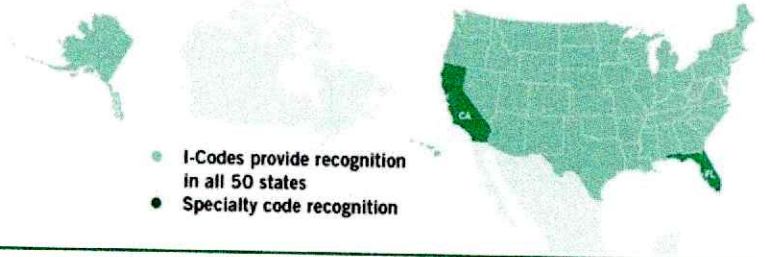 CA
FL
I-Codes provide recognition
in all 50 states
Specialty code recognition